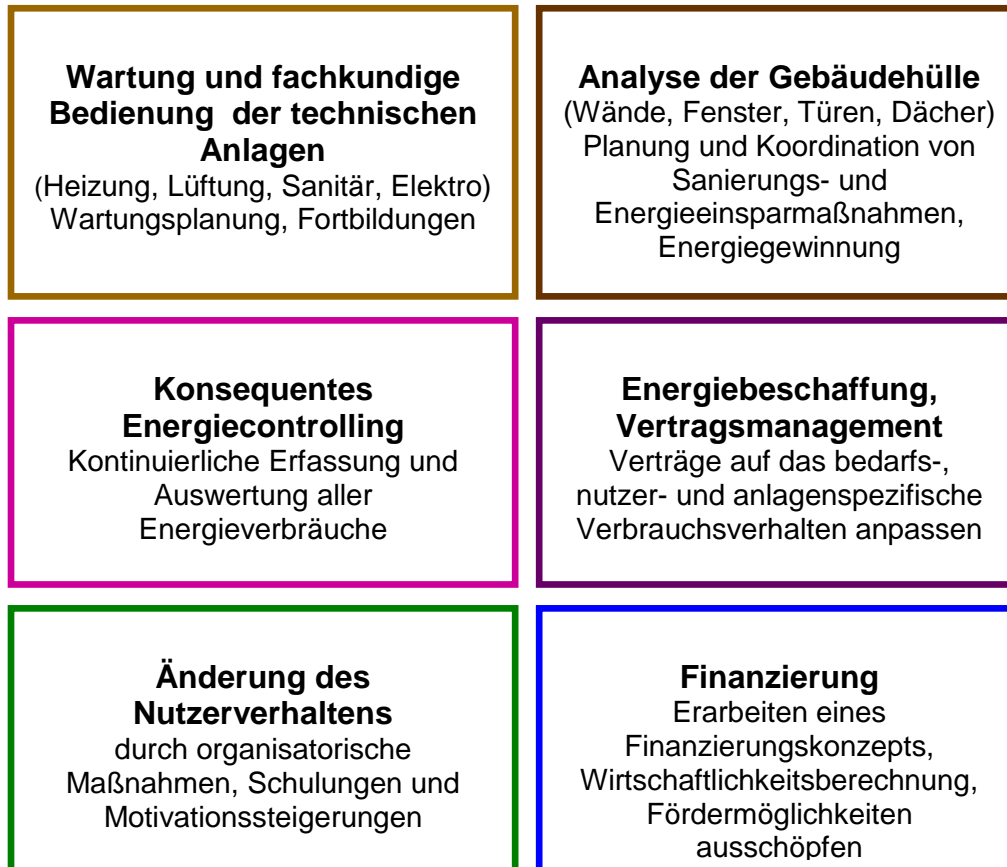 Wartung und fachkundige
Bedienung der technischen
Anlagen
(Heizung, Lüftung, Sanitär, Elektro)
Wartungsplanung, Fortbildungen
Analyse der Gebäudehülle
(Wände, Fenster, Türen, Dächer)
Planung und Koordination von
Sanierungs- und
Energieeinsparmaßnahmen,
Energiegewinnung
Konsequentes
Energiecontrolling
Kontinuierliche Erfassung und
Auswertung aller
Energieverbräuche
Energiebeschaffung,
Vertragsmanagement
Verträge auf das bedarfs-,
nutzer- und anlagenspezifische
Verbrauchsverhalten anpassen
Änderung des
Nutzerverhaltens
durch organisatorische
Maßnahmen, Schulungen und
Motivationssteigerungen
Finanzierung
Erarbeiten eines
Finanzierungskonzepts,
Wirtschaftlichkeitsberechnung,
Fördermöglichkeiten
ausschöpfen